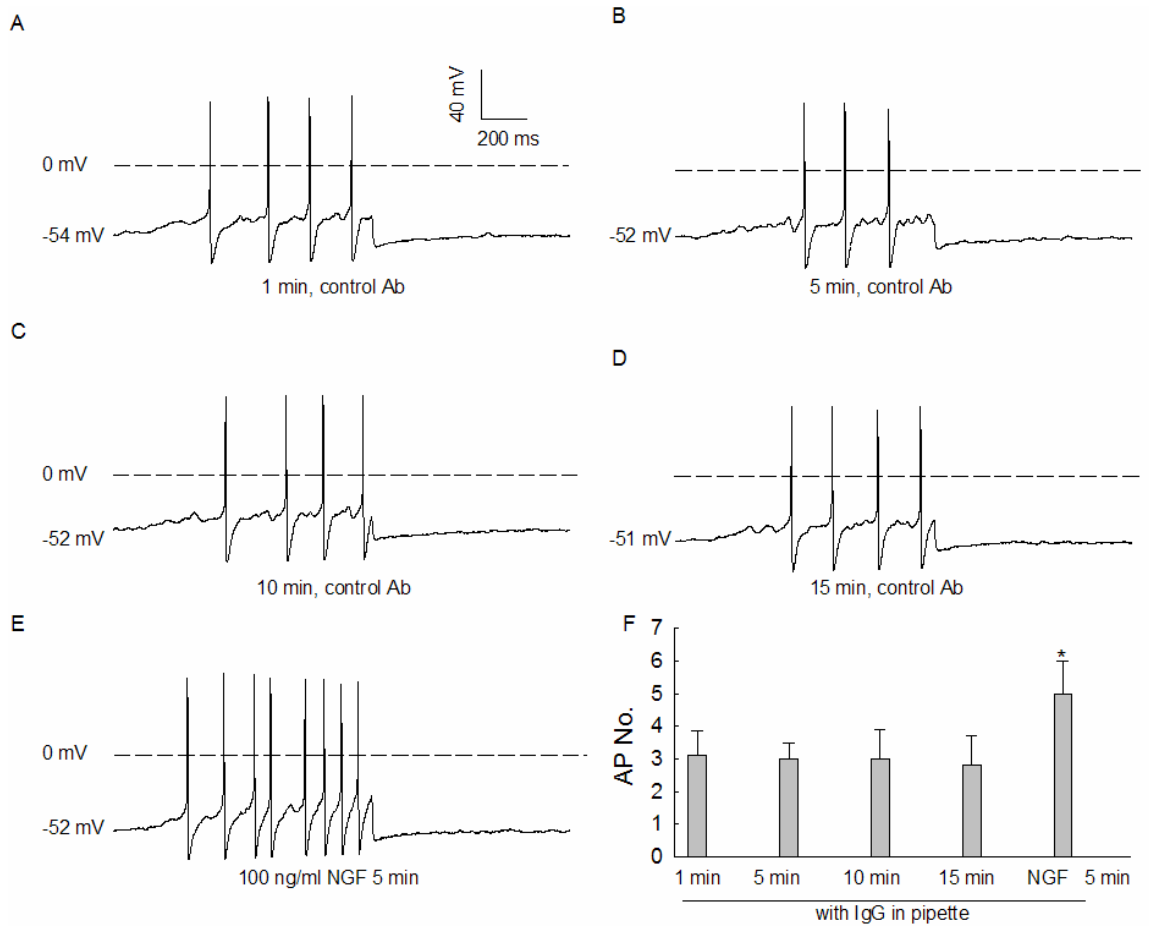 A
40 mV
200 ms
0 mV
-54 mV
1 min, control Ab
B
-52 mV
5 min, control Ab
C
0 mV
-52 mV
10 min, control Ab
D
-51 mV
15 min, control Ab
E
0 mV
-52 mV
100 ng/ml NGF 5 min
F
AP No.
7
6
5
4
3
2
1
0
*
1 min 5 min 10 min 15 min NGF 5 min
with IgG in pipette